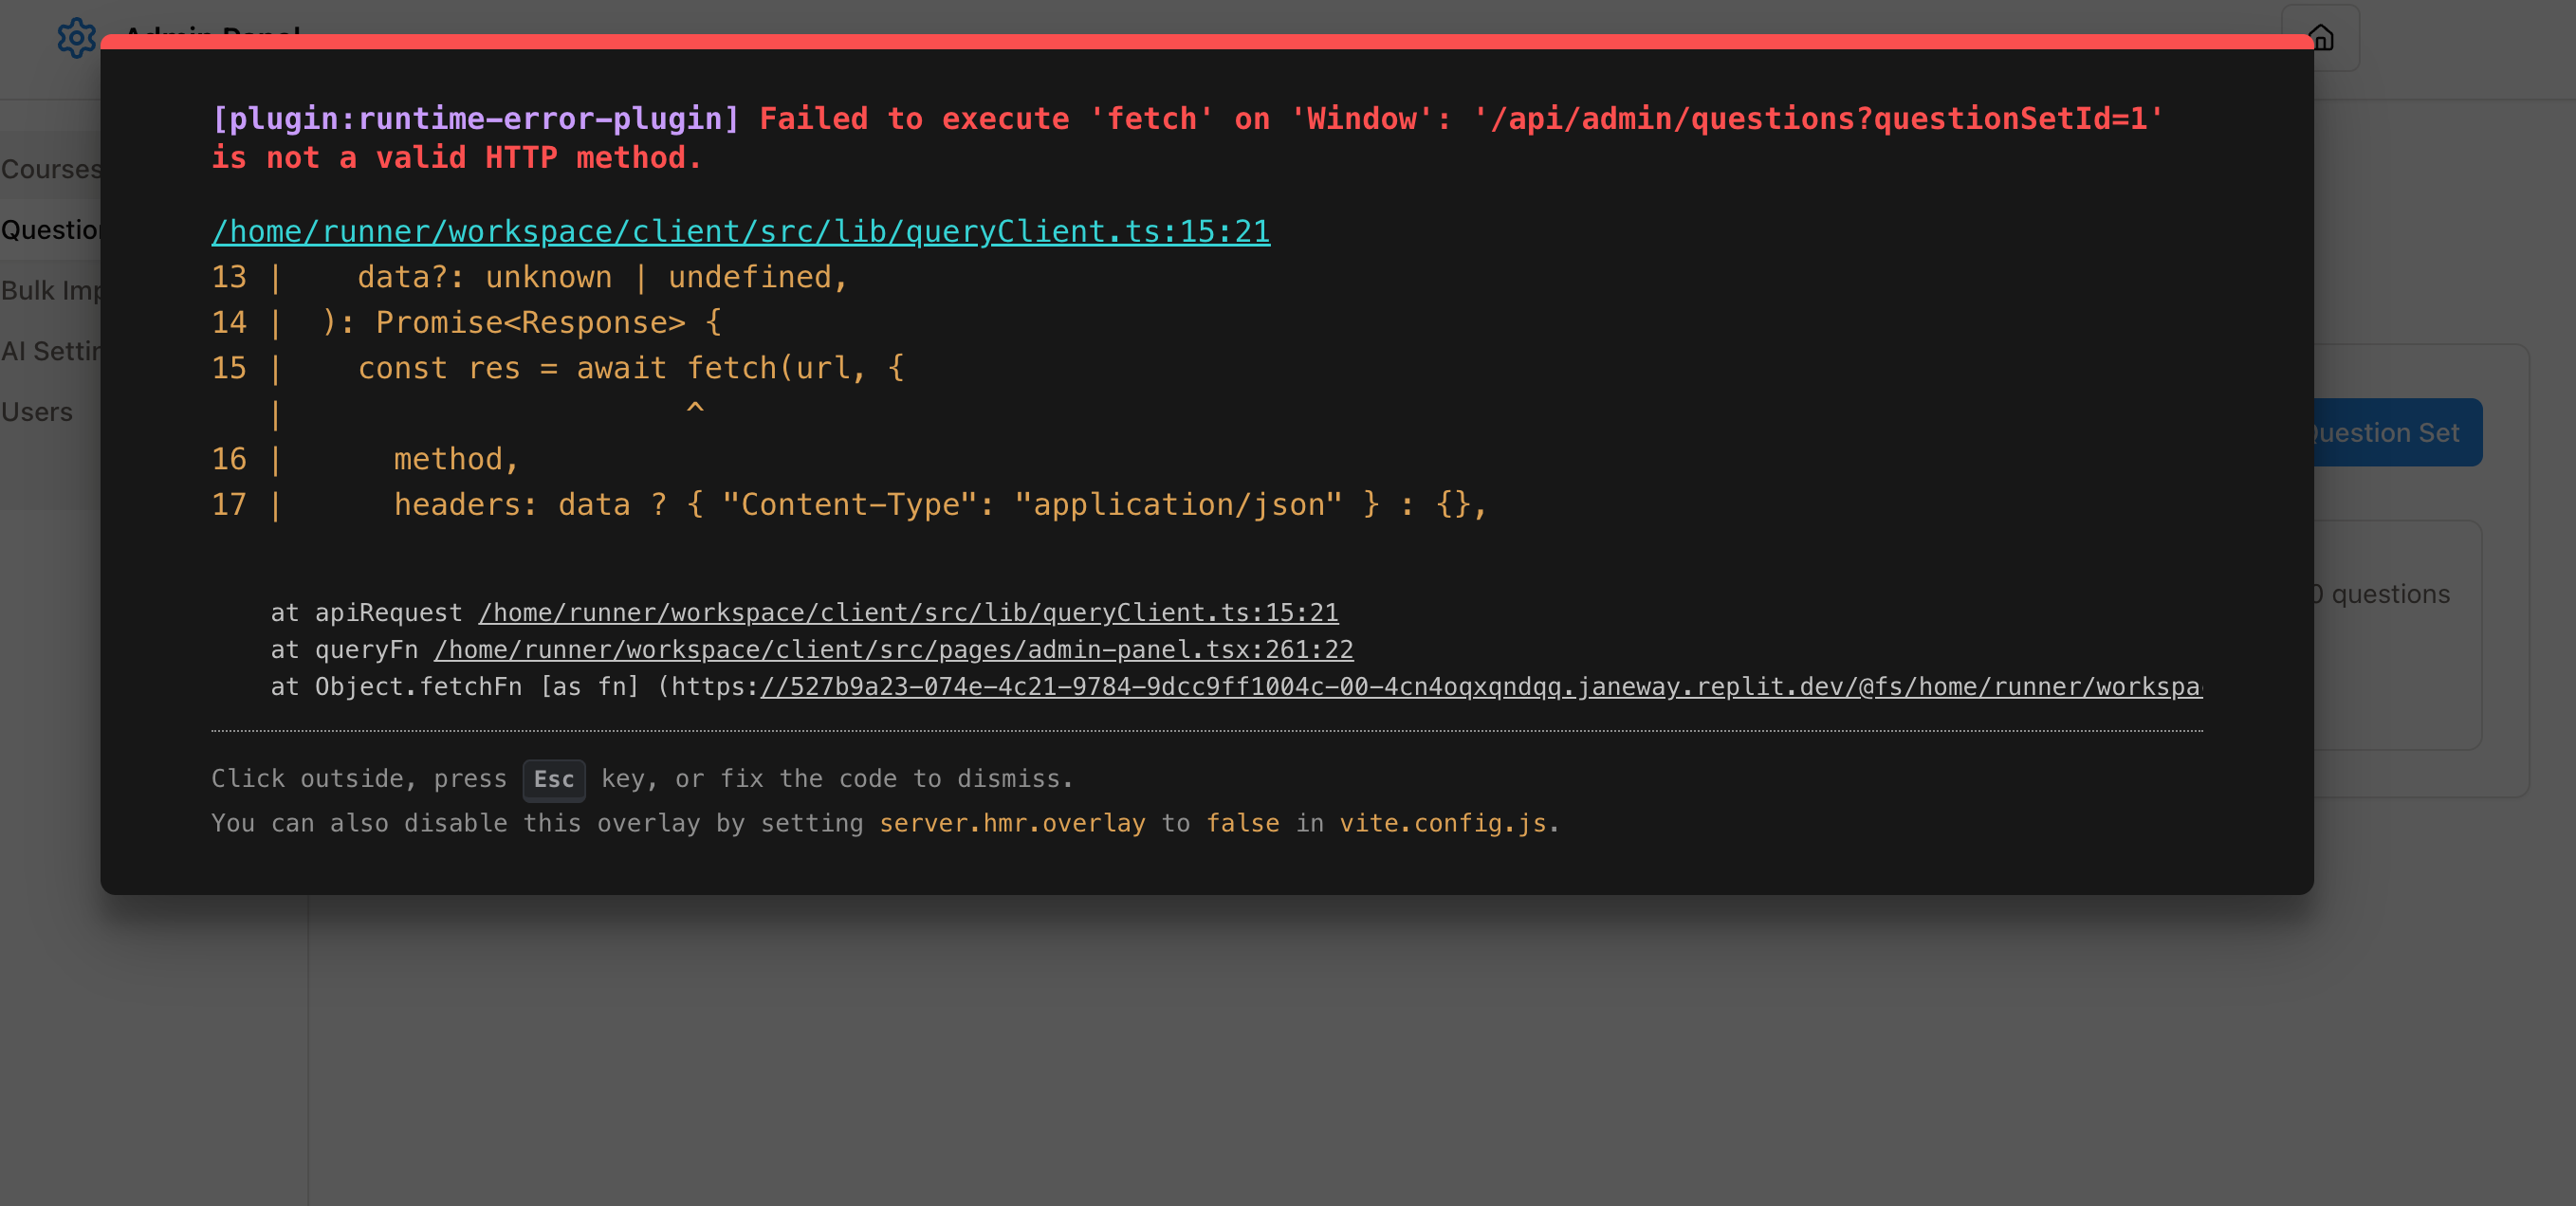 Admin Panel
[plugin:runtime-error-plugin] Failed to execute 'fetch' on 'Window': '/api/admin/questions?questionSetId=1'
is not a valid HTTP method.
/home/runner/workspace/client/src/lib/queryClient.ts:15:21
13 |    data?: unknown | undefined,
14 |  ): Promise<Response> {
15 |    const res = await fetch(url, {
   |                      ^
16 |      method,
17 |      headers: data ? { "Content-Type": "application/json" } : {},
at apiRequest /home/runner/workspace/client/src/lib/queryClient.ts:15:21
at queryFn /home/runner/workspace/client/src/pages/admin-panel.tsx:261:22
at Object.fetchFn [as fn] (https://527b9a23-074e-4c21-9784-9dcc9ff1004c-00-4cn4oqxqndqq.janeway.replit.dev/@fs/home/runner/workspa
Click outside, press Esc key, or fix the code to dismiss.
You can also disable this overlay by setting server.hmr.overlay to false in vite.config.js.
Courses
Question
Bulk Imp
AI Settin
Users
Question Set
0 questions